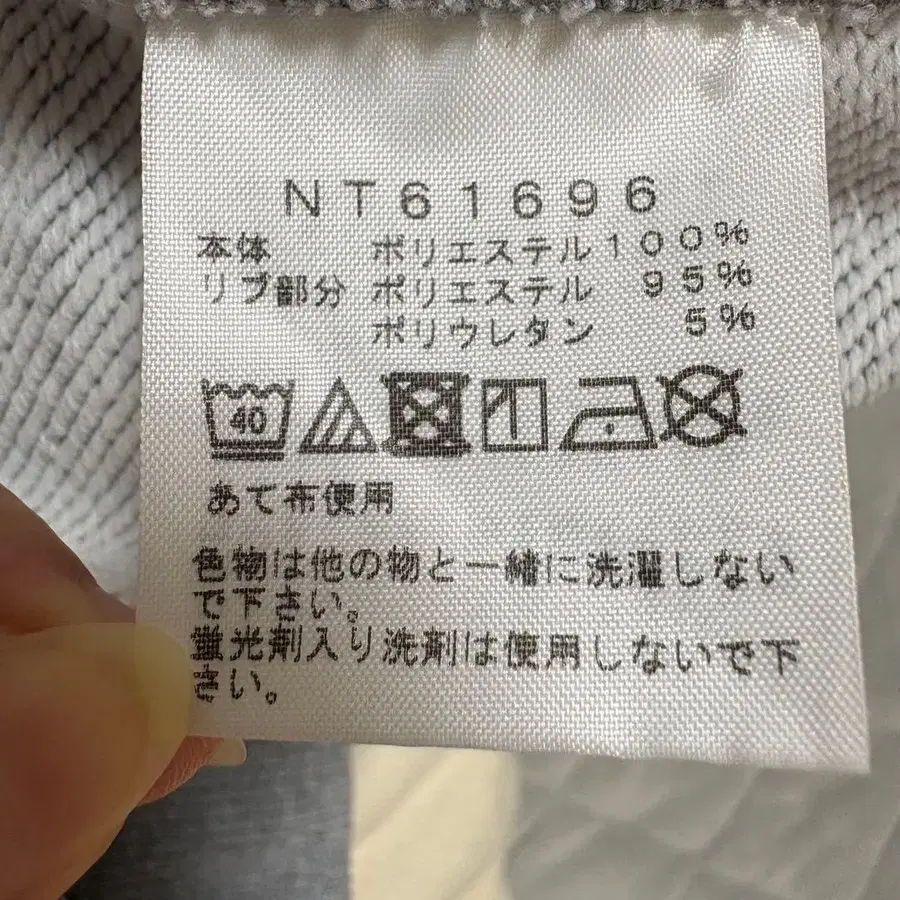 NT61696
本体 ポリエステル100%
リブ部分 ポリエステル 95%
ポリウレタン 5%
40
あて布使用
色物は他の物と一緒に洗濯しない
で下さい。
蛍光剤入り洗剤は使用しないで下
さい。